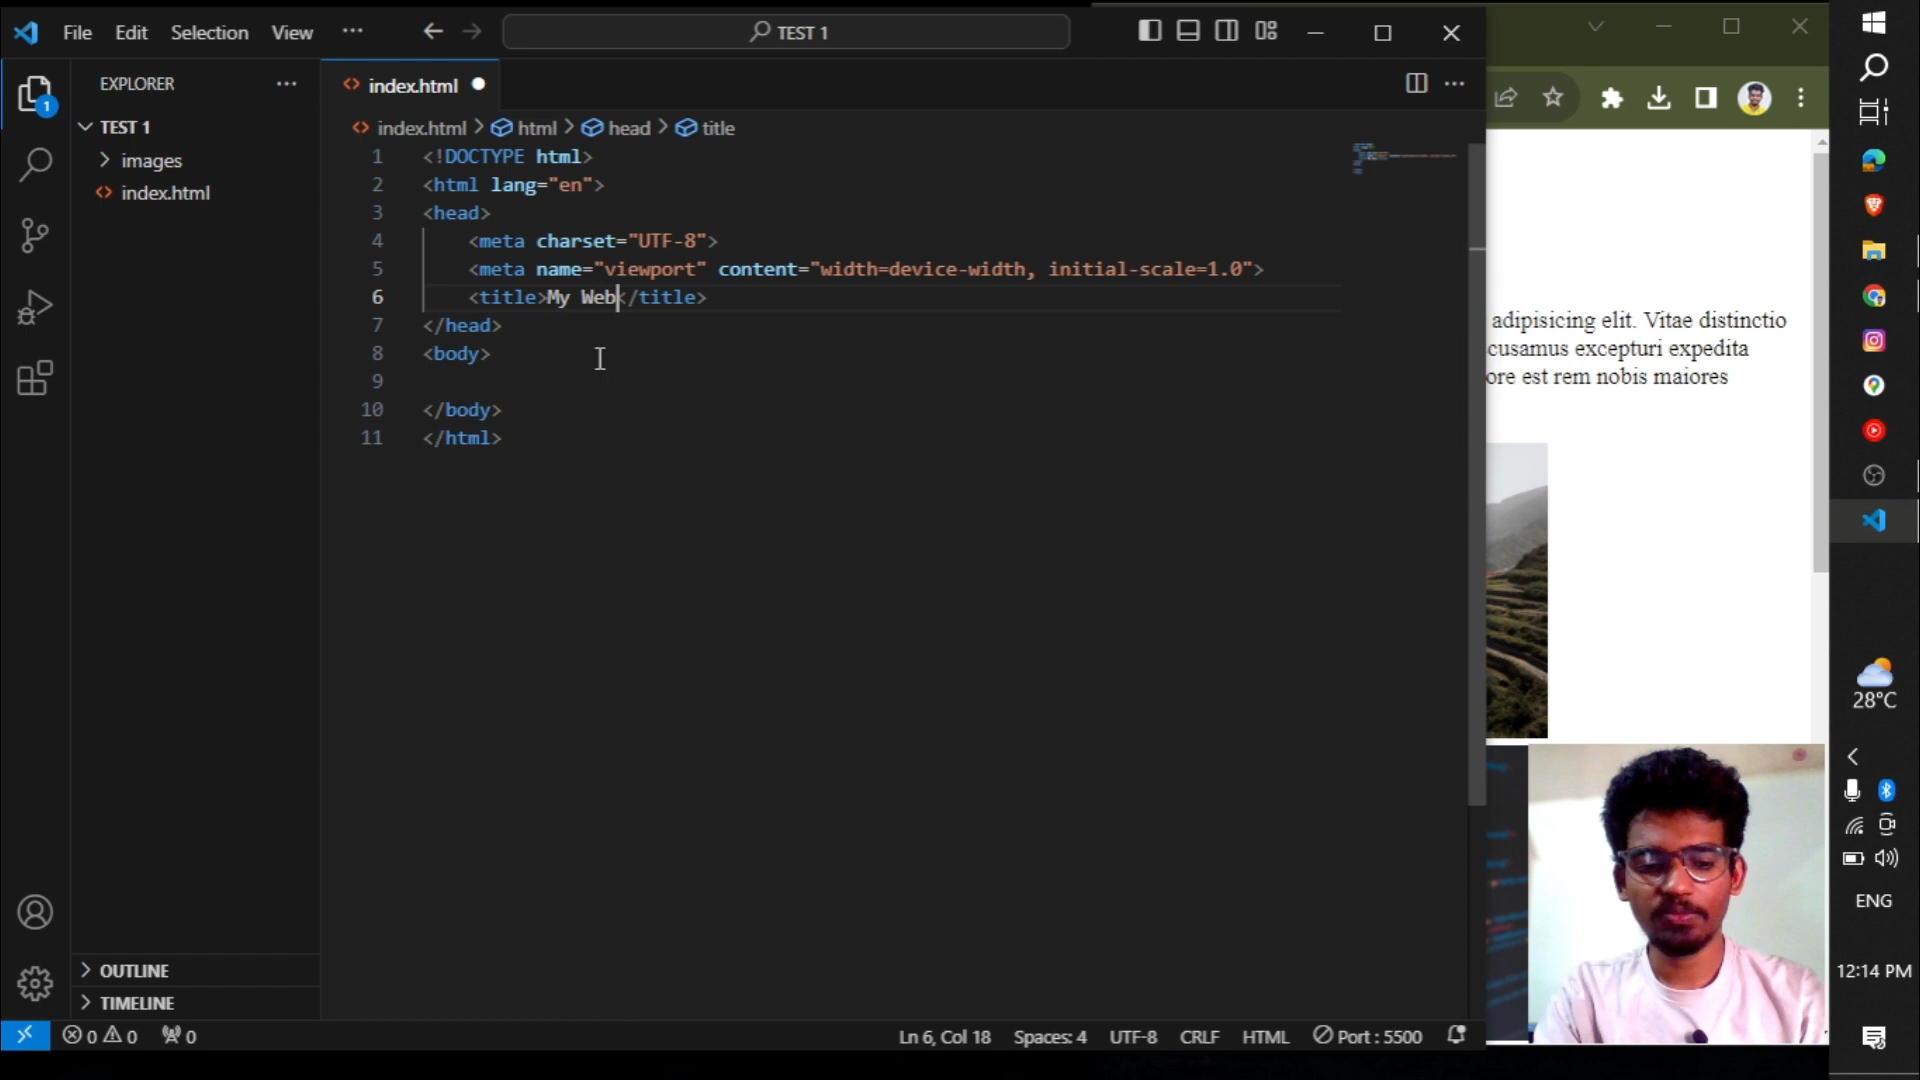 File Edit Selection View ··· TEST 1
EXPLORER ···
index.html
TEST 1
images
index.html
index.html > html > head > title
1 <!DOCTYPE html>
2 <html lang="en">
3 <head>
4 <meta charset="UTF-8">
5 <meta name="viewport" content="width=device-width, initial-scale=1.0">
6 <title>My Web</title>
7 </head>
8 <body>
9
10 </body>
11 </html>
adipisicing elit. Vitae distinctio
cusamus excepturi expedita
ore est rem nobis maiores
1
OUTLINE
TIMELINE
0 0 0
Ln 6, Col 18 Spaces: 4 UTF-8 CRLF HTML Port : 5500
28°C
ENG
12:14 PM